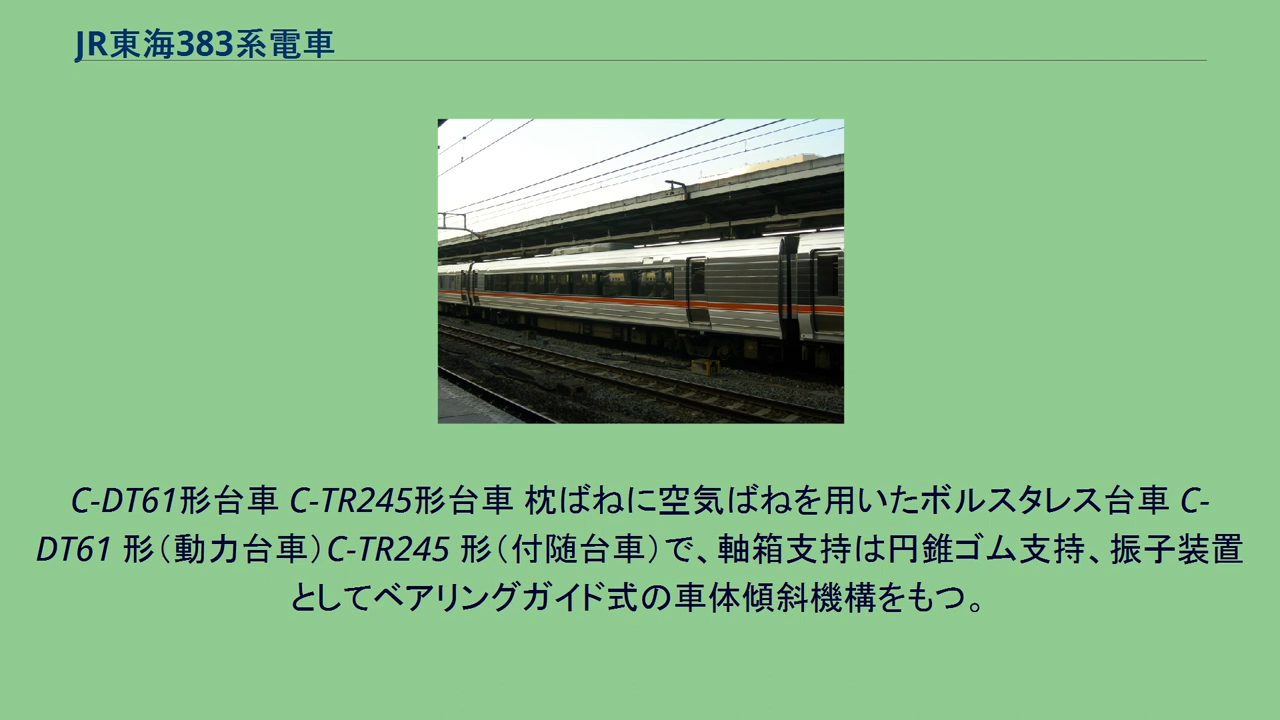 JR東海383系電車
C-DT61形台車 C-TR245形台車 枕ばねに空気ばねを用いたボルスタレス台車 C-
DT61 形（動力台車）C-TR245 形（付随台車）で、軸箱支持は円錐ゴム支持、振子装置
としてベアリングガイド式の車体傾斜機構をもつ。